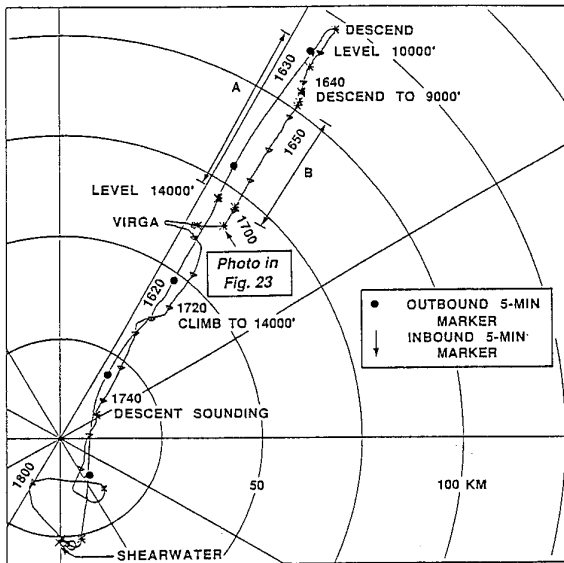 DESCEND
LEVEL 10000'
1630
1640
DESCEND TO 9000'
A
1650
B
LEVEL 14000'
VIRGA
1700
Photo in
Fig. 23
1620
1720
CLIMB TO 14000'
OUTBOUND 5-MIN
MARKER
INBOUND 5-MIN
MARKER
1740
DESCENT SOUNDING
1800
50
100 KM
SHEARWATER